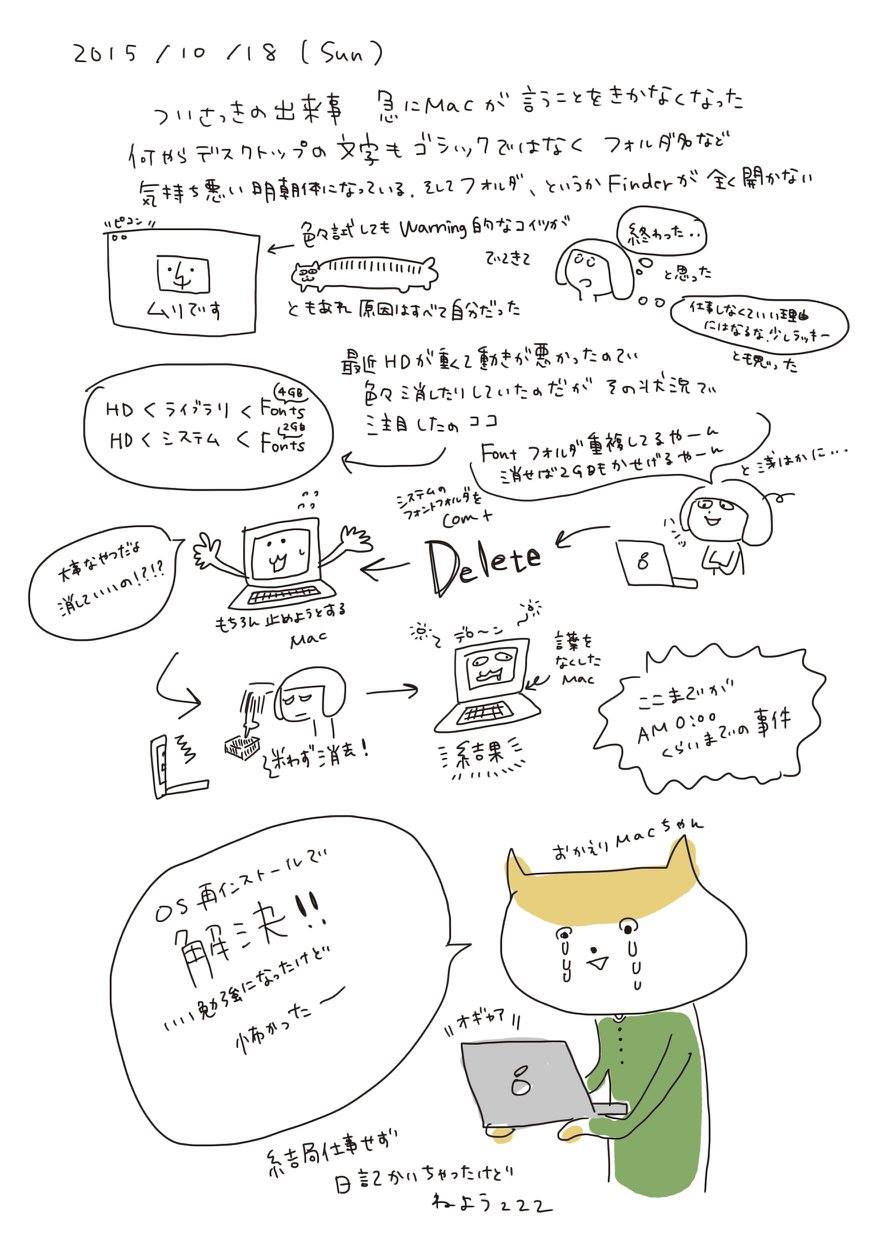 2015/10/18 (Sun)
ついさっきの出来事 急にMacが言うことをきかなくなった
何やらデスクトップの文字もゴシックではなく フォルダ名など
気持ち悪い明朝体になっている。そしてフォルダ、というかFinderが全く開かない
ピコン
ムリです
色々試してもWarning的なコイツが
でてきて
ともあれ 原因はすべて自分だった
終わった‥
と思った
仕事しなくていい理由
にはなるな。少しラッキー
とも思った
最近HDが重くて動きが悪かったので
色々消したりしていたのだが その状況で
注目したのココ
4GB
HD < ライブラリ < Fonts
2GB
HD < システム < Fonts
Font フォルダ重複してるやーん
消せば2GBもかせげるやーん
と浅はかに…
システムの
フォントフォルダを
Com+
Delete
大事なやつだよ
消していいの!?!?
もちろん止めようとする
Mac
迷わず消去!
デローン
言葉を
なくした
Mac
結果
ここまでが
AM0:00
くらいまでの事件
OS再インストールで
解決!!
いい勉強になったけど
怖かったー
おかえりMacちゃん
オギャア
結局仕事せず
日記かいちゃったけど
ねようzzz